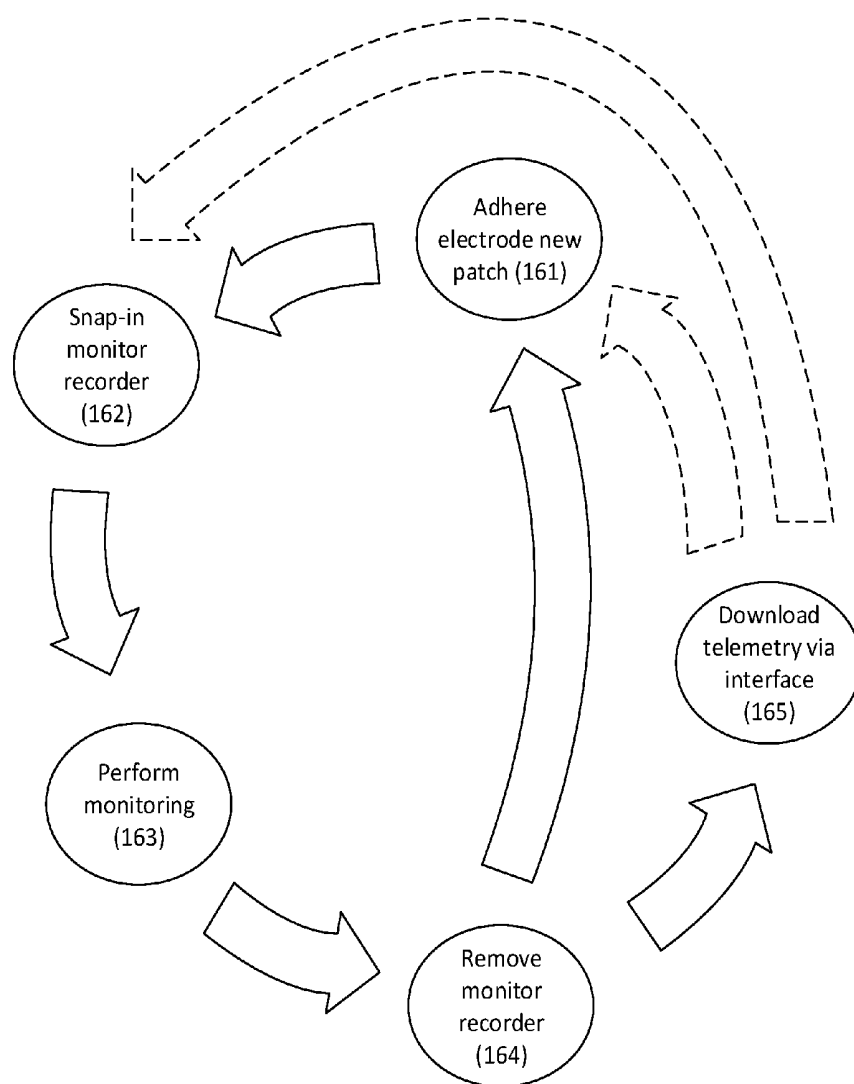 Adhere
electrode new
patch (161)
Snap-in
monitor
recorder
(162)
Perform
monitoring
(163)
Remove
monitor
recorder
(164)
Download
telemetry via
interface
(165)